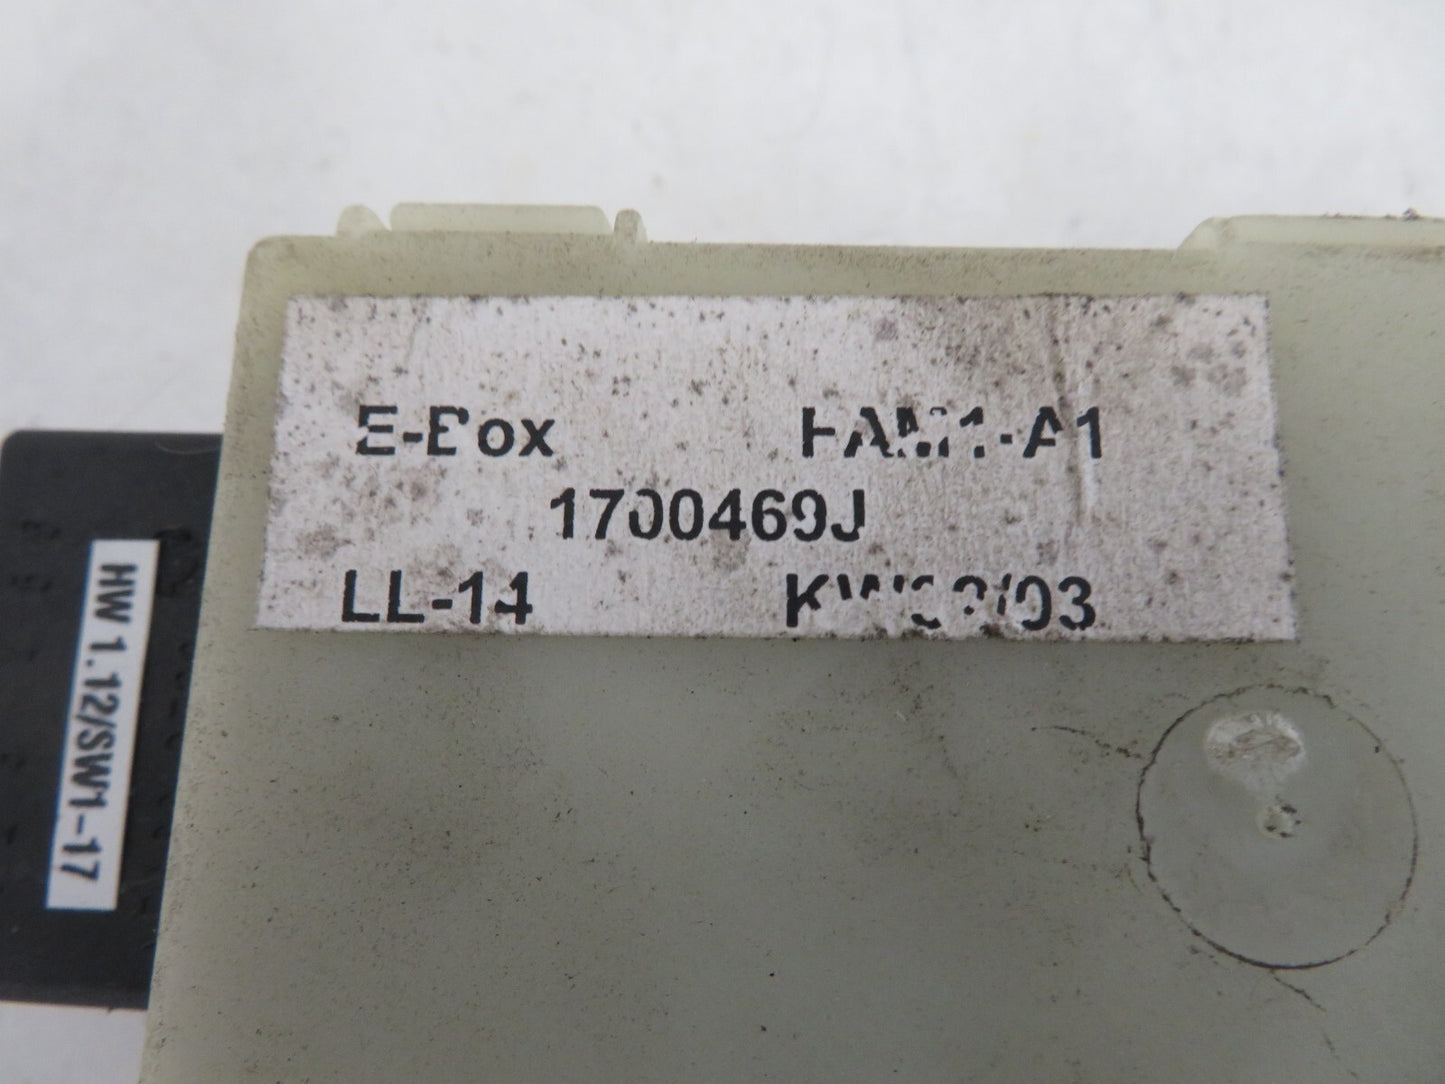 E-Box
1700469J
LL-14
HW 1.12/SW1-17